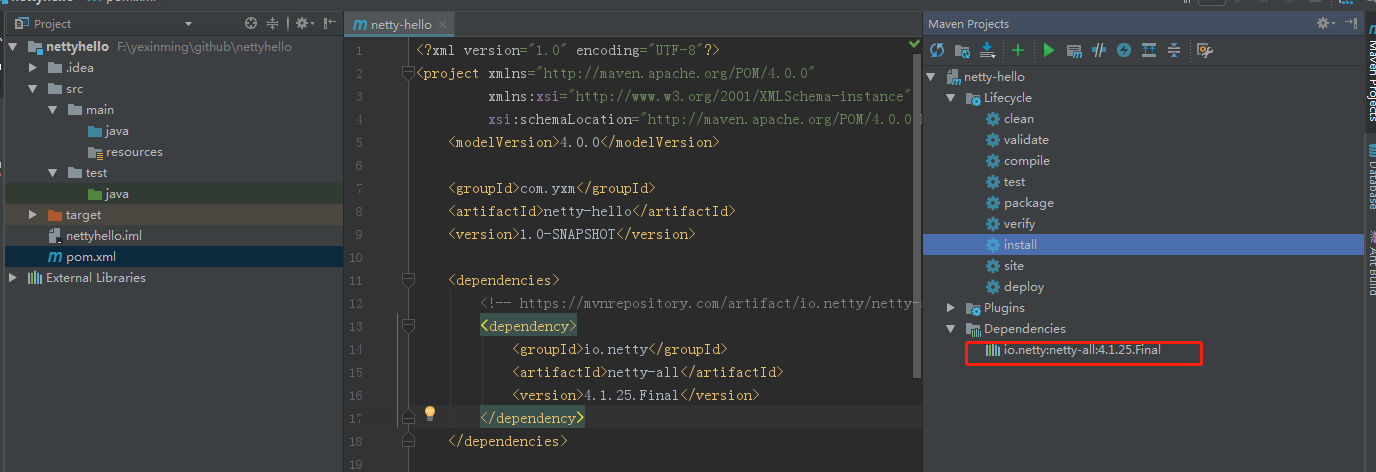 nettyhello
pom.xml
Project
nettyhello F:\yexinming\github\nettyhello
.idea
src
main
java
resources
test
java
target
nettyhello.iml
pom.xml
External Libraries
netty-hello
1 <?xml version="1.0" encoding="UTF-8"?>
2 <project xmlns="http://maven.apache.org/POM/4.0.0"
3 xmlns:xsi="http://www.w3.org/2001/XMLSchema-instance"
4 xsi:schemaLocation="http://maven.apache.org/POM/4.0.0
5 <modelVersion>4.0.0</modelVersion>
6
7 <groupId>com.yxm</groupId>
8 <artifactId>netty-hello</artifactId>
9 <version>1.0-SNAPSHOT</version>
10
11 <dependencies>
12 <!-- https://mvnrepository.com/artifact/io.netty/netty-
13 <dependency>
14 <groupId>io.netty</groupId>
15 <artifactId>netty-all</artifactId>
16 <version>4.1.25.Final</version>
17 </dependency>
18 </dependencies>
19
Maven Projects
netty-hello
Lifecycle
clean
validate
compile
test
package
verify
install
site
deploy
Plugins
Dependencies
io.netty:netty-all:4.1.25.Final
Maven Projects
Database
Ant Build